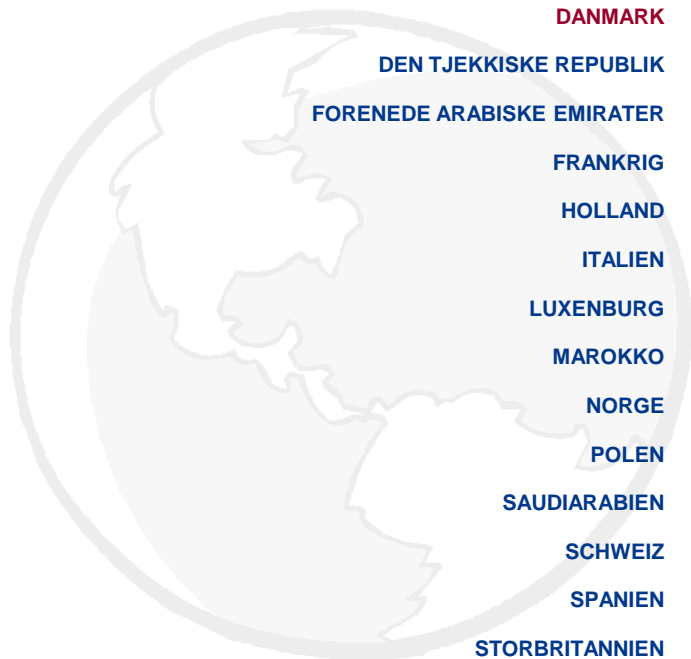 DANMARK
DEN TJEKKISKE REPUBLIK
FORENEDE ARABISKE EMIRATER
FRANKRIG
HOLLAND
ITALIEN
LUXENBURG
MAROKKO
NORGE
POLEN
SAUDIARABIEN
SCHWEIZ
SPANIEN
STORBRITANNIEN